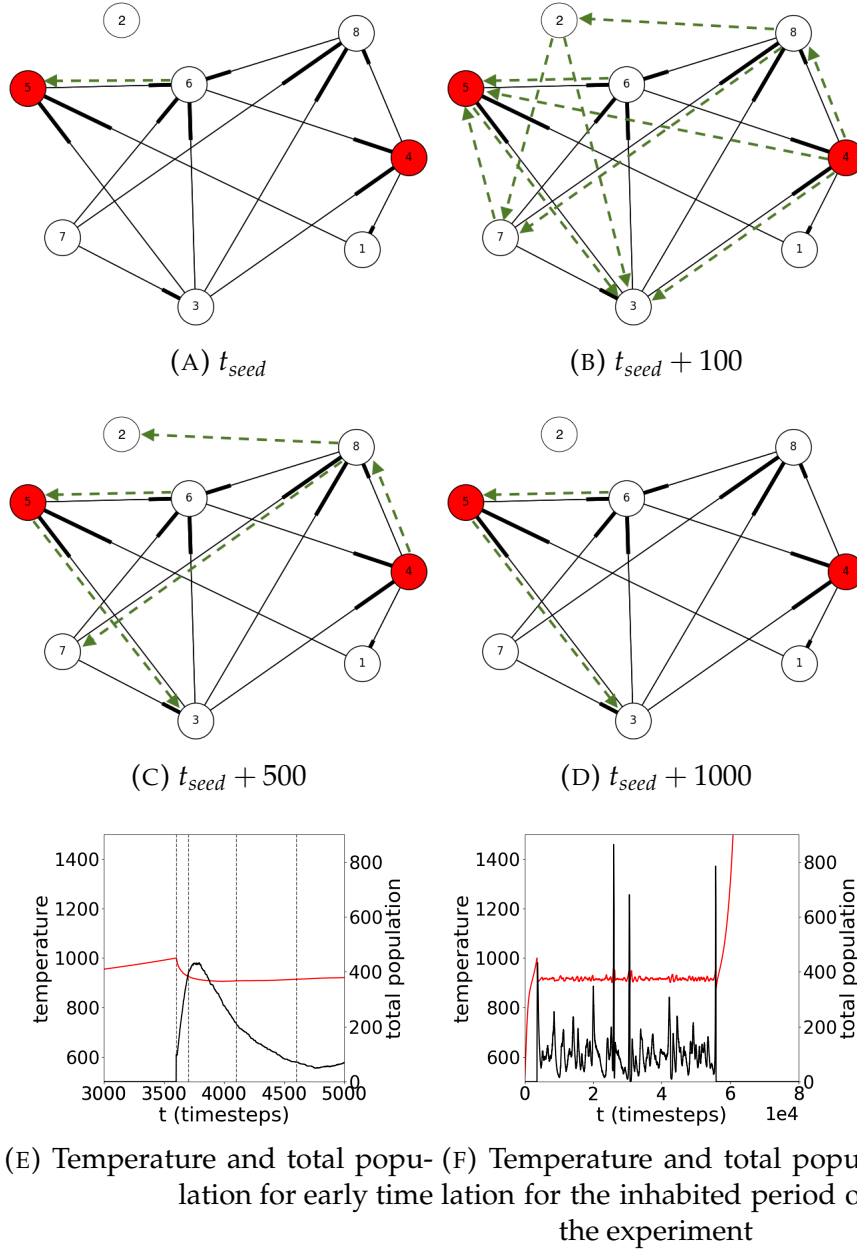 2
8
6
5
4
7
1
3
(A) t_seed
2
8
6
5
4
7
1
3
(B) t_seed + 100
2
8
6
5
4
7
1
3
(C) t_seed + 500
2
8
6
5
4
7
1
3
(D) t_seed + 1000
1400
1200
1000
800
600
temperature
800
600
400
200
0
total population
3000 3500 4000 4500 5000
t (timesteps)
1400
1200
1000
800
600
temperature
800
600
400
200
0
total population
0 2 4 6 8
1e4
t (timesteps)
(E) Temperature and total popu-
lation for early time
(F) Temperature and total popu
lation for the inhabited period o
the experiment